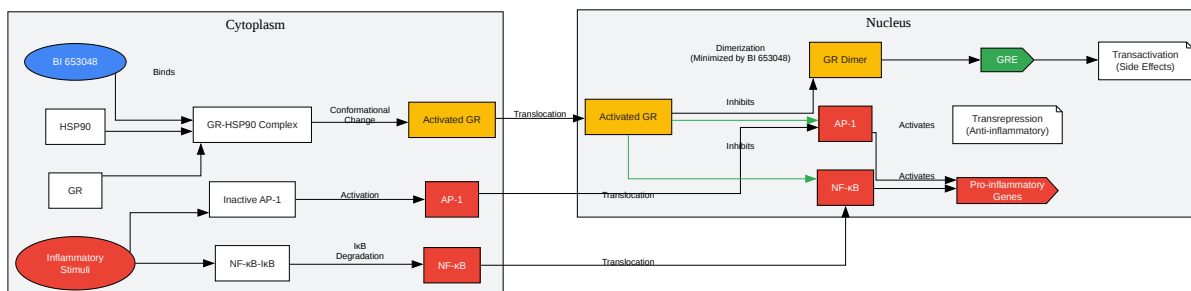 Cytoplasm
BI 653048
Binds
HSP90
GR-HSP90 Complex
Conformational
Change
Activated GR
GR
Inactive AP-1
Activation
AP-1
Inflammatory
Stimuli
NF-κB-IκB
IκB
Degradation
NF-κB
Translocation
Translocation
Translocation
Nucleus
Dimerization
(Minimized by BI 653048)
GR Dimer
GRE
Transactivation
(Side Effects)
Activated GR
Inhibits
AP-1
Activates
Transrepression
(Anti-inflammatory)
Inhibits
NF-κB
Activates
Pro-inflammatory
Genes